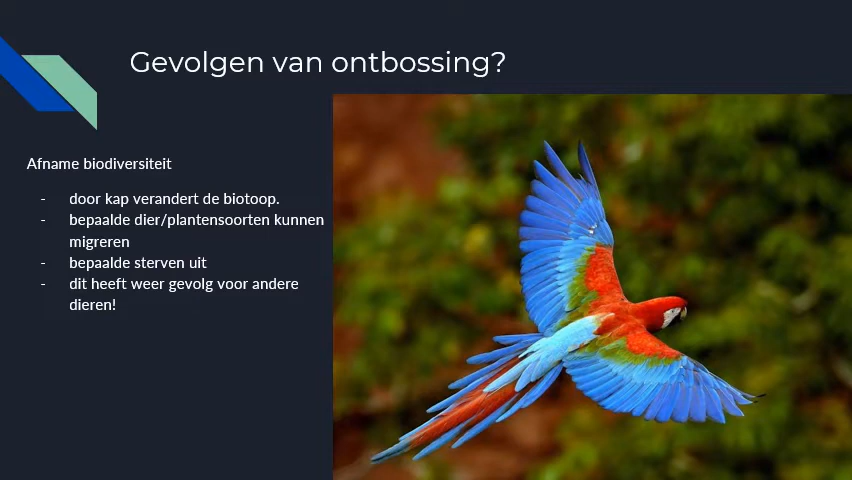 Gevolgen van ontbossing?
Afname biodiversiteit
- door kap verandert de biotoop.
- bepaalde dier/plantensoorten kunnen
migreren
- bepaalde sterven uit
- dit heeft weer gevolg voor andere
dieren!